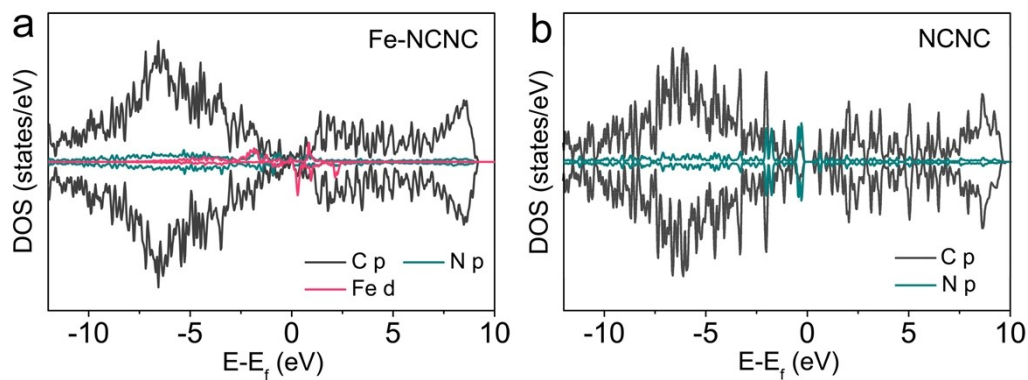 a
Fe-NCNC
DOS (states/eV)
C p
N p
Fe d
-10
-5
0
5
10
E-E_f (eV)
b
NCNC
DOS (states/eV)
C p
N p
-10
-5
0
5
10
E-E_f (eV)